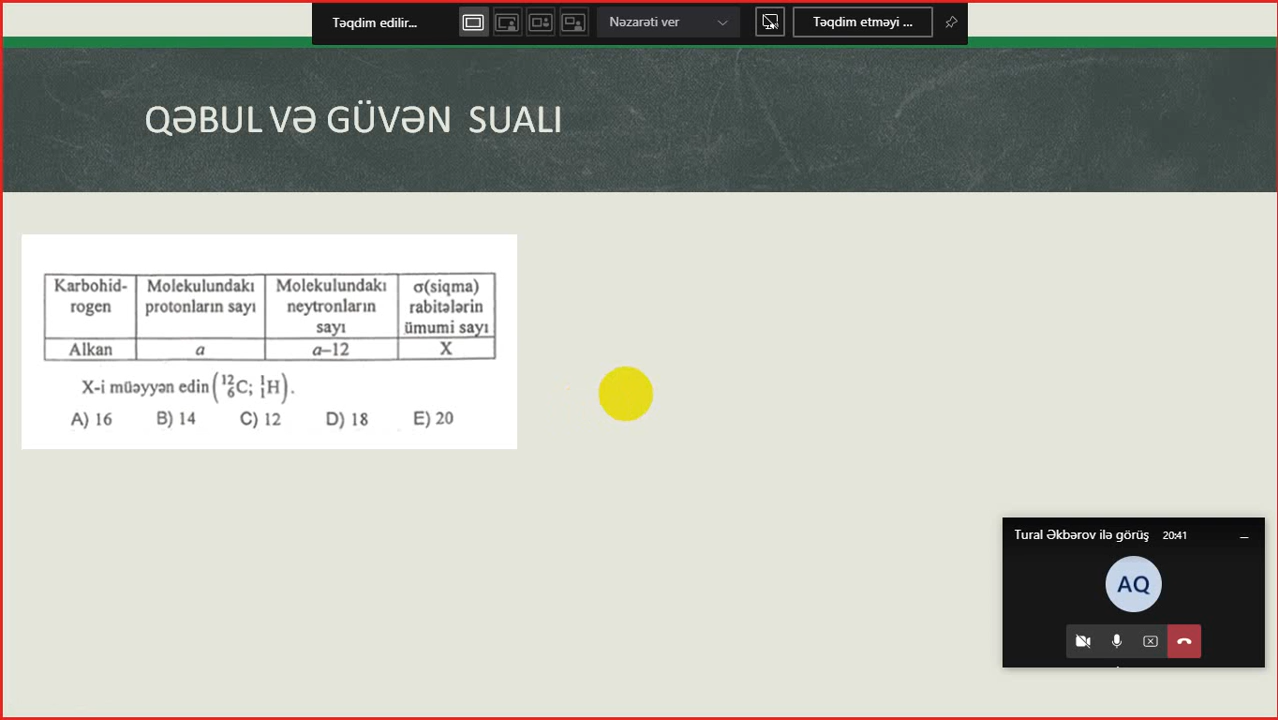 Təqdim edilir...
Nəzarəti ver
Təqdim etməyi ...
QƏBUL VƏ GÜVƏN SUALI
Karbohid-
rogen
Molekulundakı
protonların sayı
Molekulundakı
neytronların
sayı
σ(siqma)
rabitələrin
ümumi sayı
Alkan a a–12 X
X-i müəyyən edin (¹²₆C; ¹₁H).
A) 16 B) 14 C) 12 D) 18 E) 20
Tural Əkbərov ilə görüş 20:41
AQ